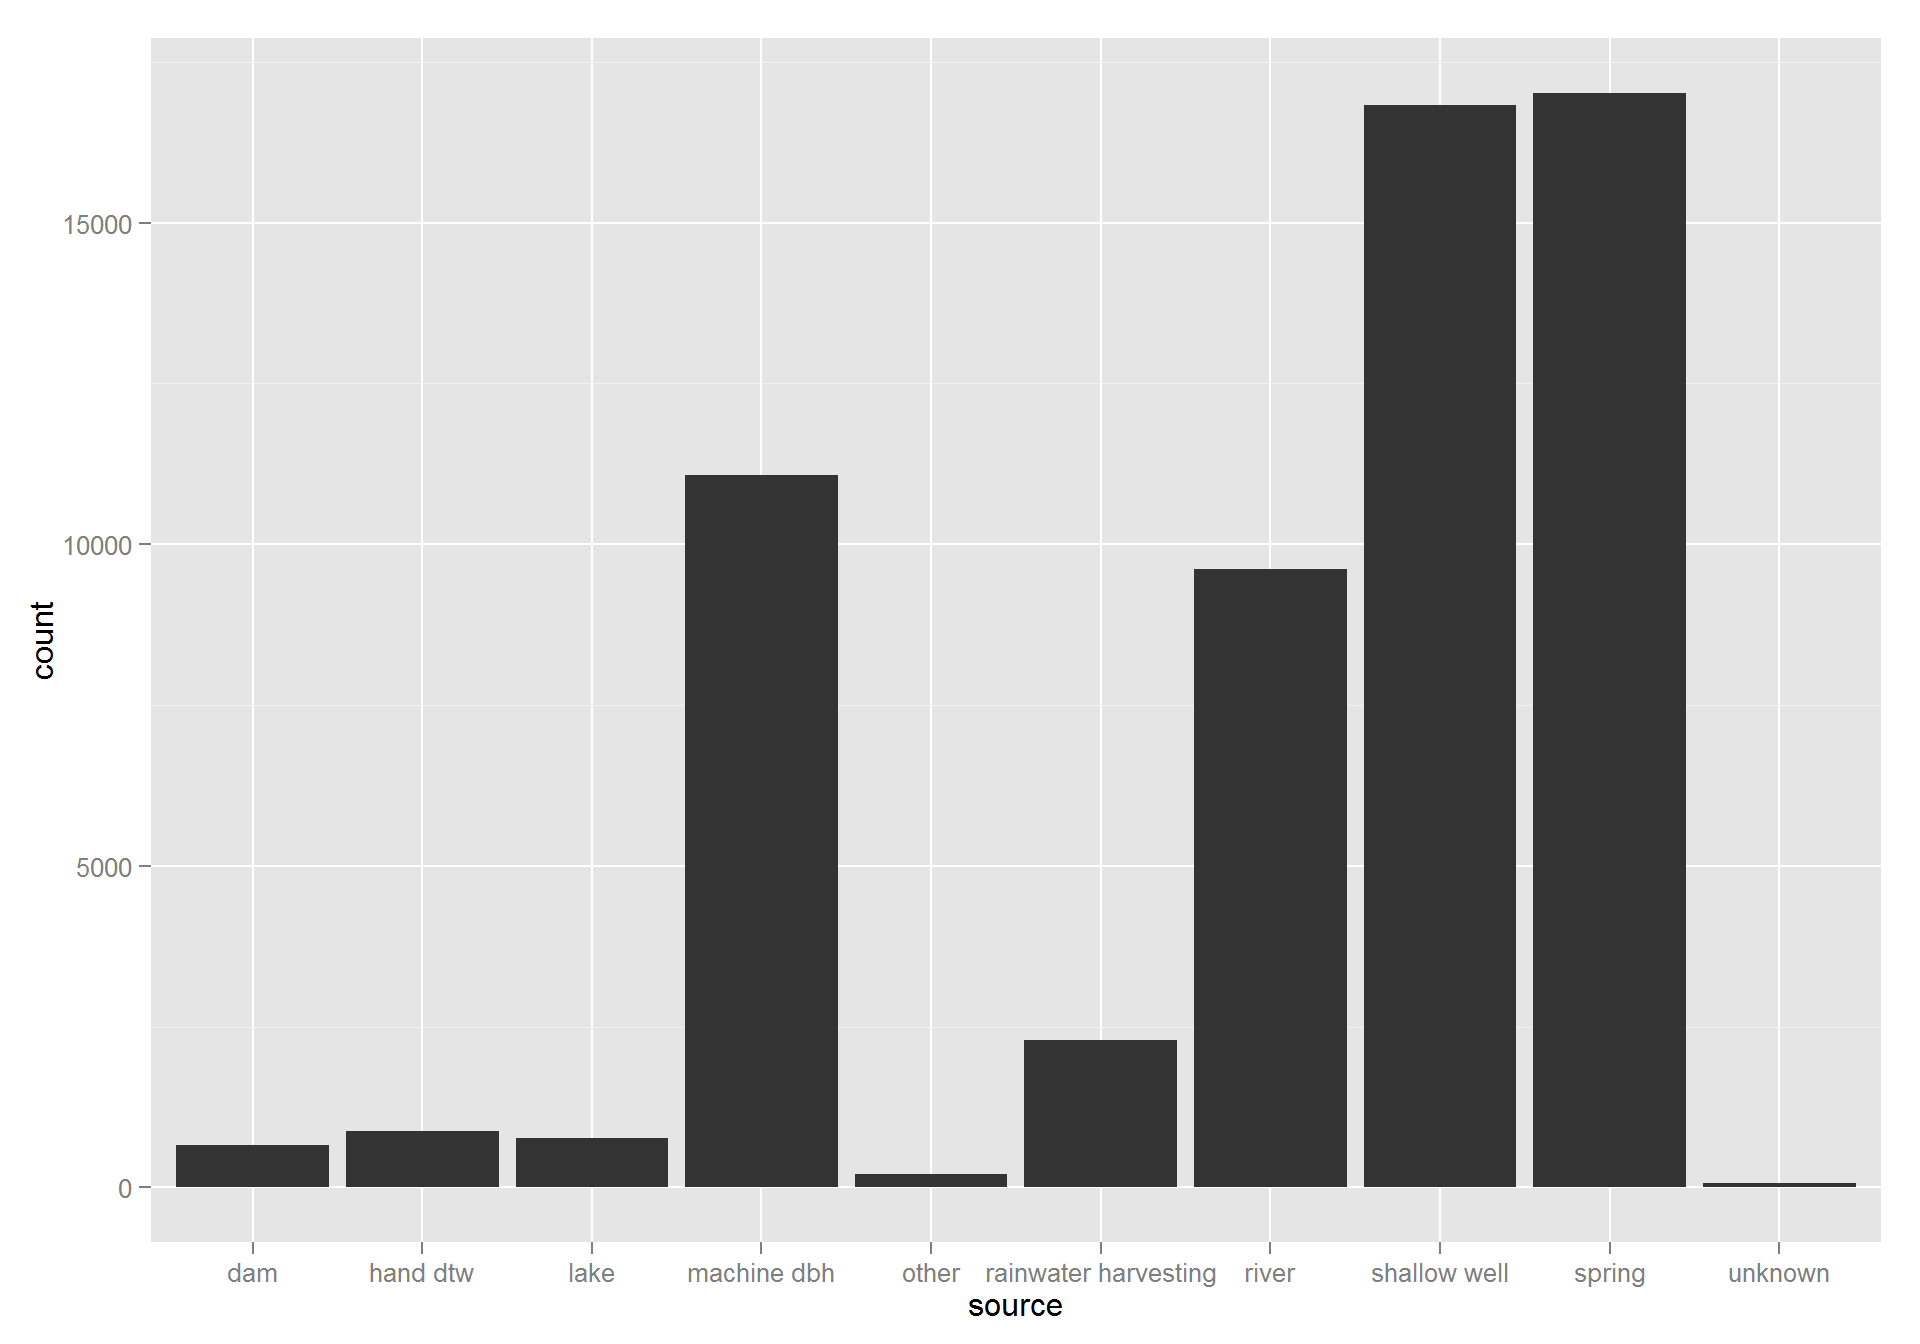 15000
10000
5000
0
count
dam hand dtw lake machine dbh other rainwater harvesting river shallow well spring unknown
source